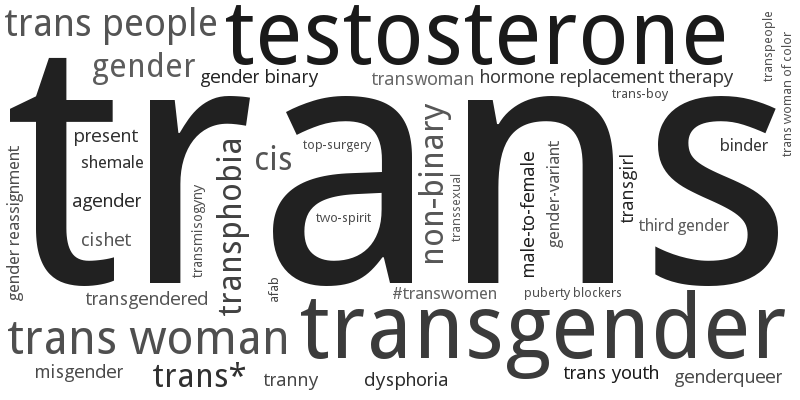 trans people
testosterone
gender
gender binary
transwoman
hormone replacement therapy
transpeople
trans woman of color
trans-boy
trans
present
shemale
agender
cishet
gender reassignment
transmisogyny
transphobia
cis
top-surgery
two-spirit
non-binary
transsexual
male-to-female
gender-variant
transgirl
binder
third gender
transgendered
afab
#transwomen
puberty blockers
trans woman
transgender
misgender
trans*
tranny
dysphoria
trans youth
genderqueer